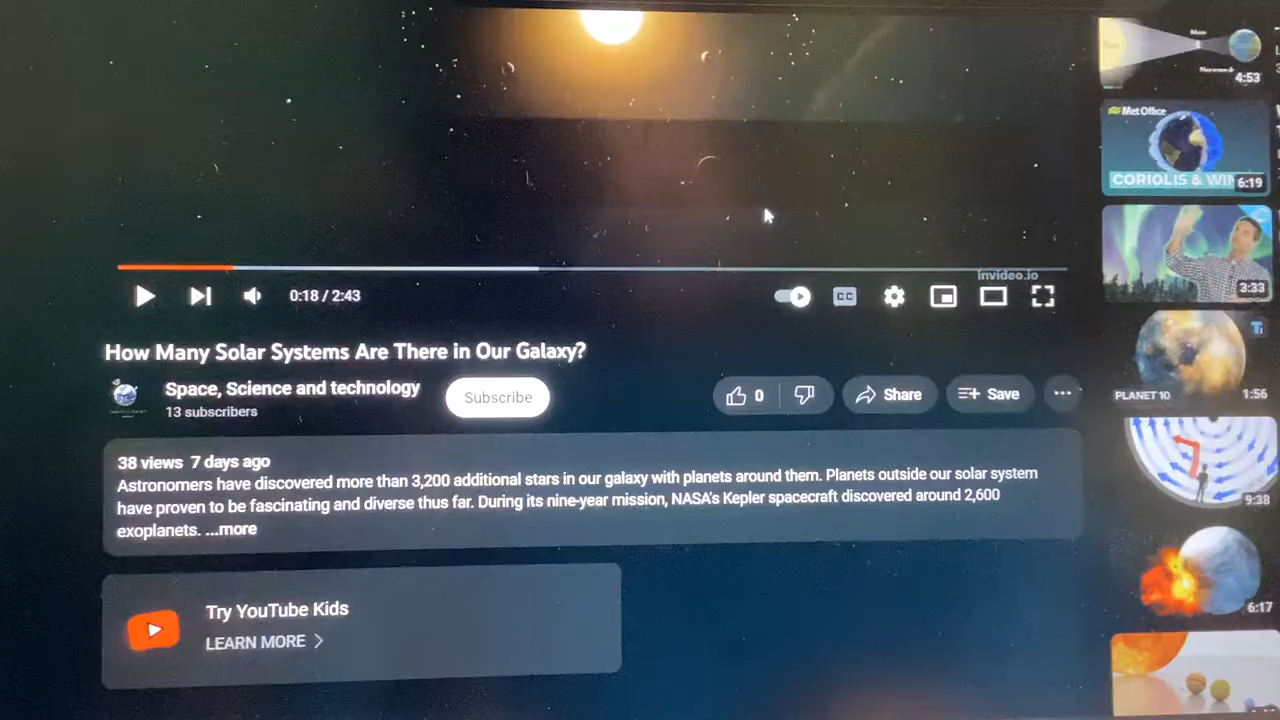 invideo.io
0:18 / 2:43
CC
How Many Solar Systems Are There in Our Galaxy?
Space, Science and technology
13 subscribers
Subscribe
0
Share
Save
38 views 7 days ago
Astronomers have discovered more than 3,200 additional stars in our galaxy with planets around them. Planets outside our solar system
have proven to be fascinating and diverse thus far. During its nine-year mission, NASA's Kepler spacecraft discovered around 2,600
exoplanets. ...more
Try YouTube Kids
LEARN MORE
Moon
4:53
Met Office
CORIOLIS & WIN
6:19
3:33
PLANET 10
1:56
9:38
6:17